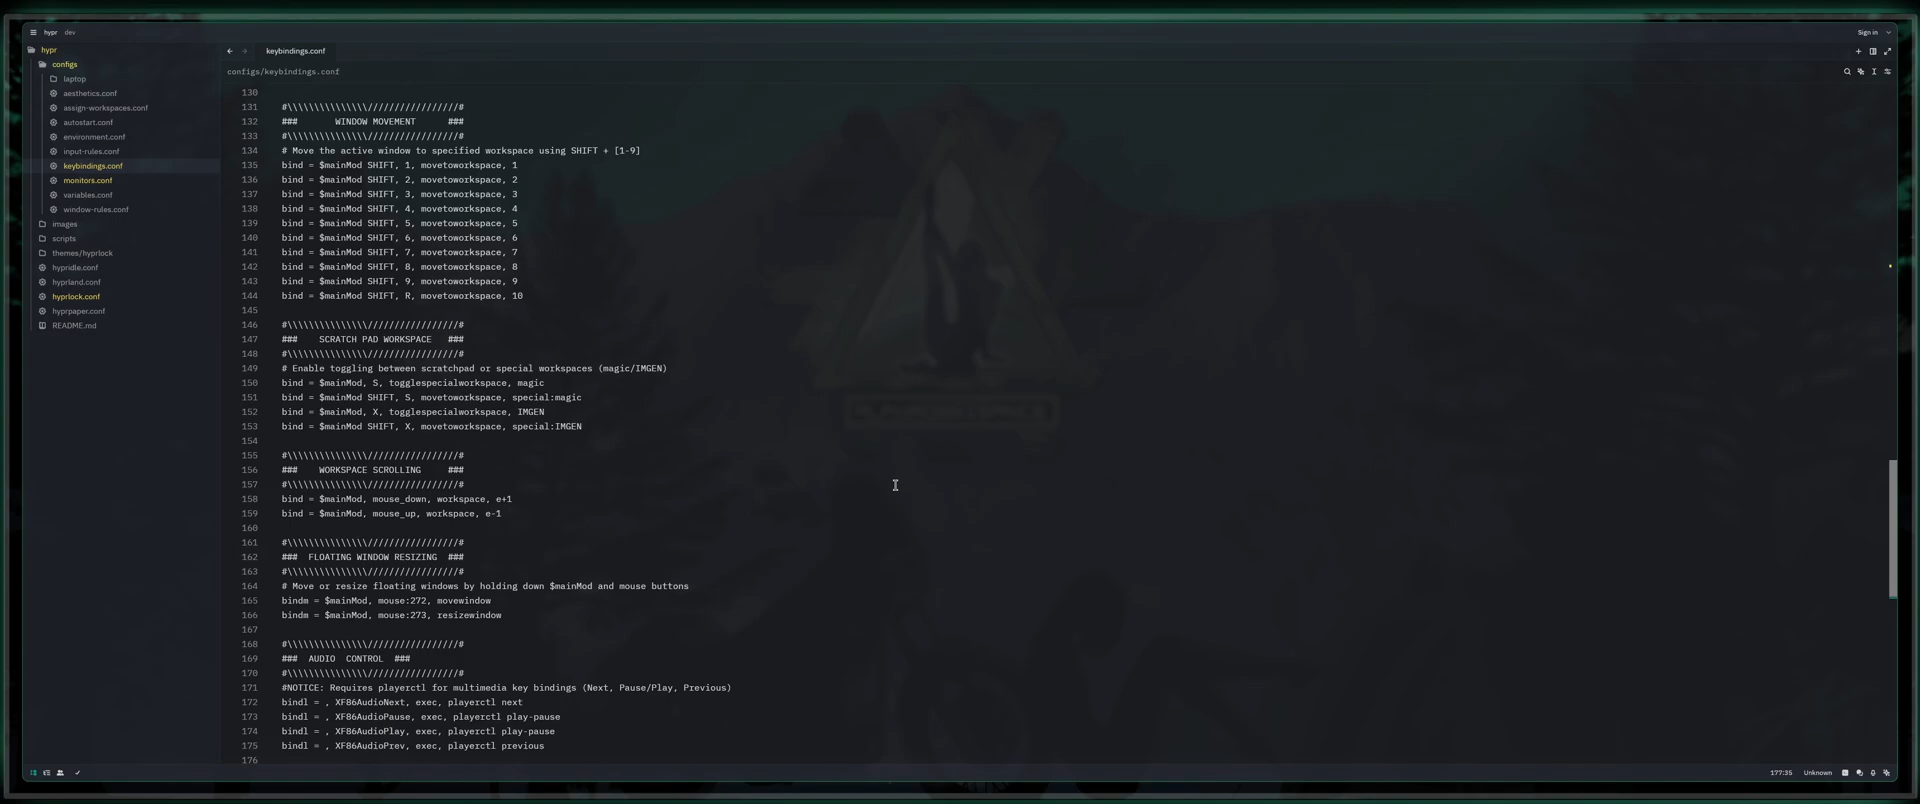 hypr dev
Sign in
hypr
configs
laptop
aesthetics.conf
assign-workspaces.conf
autostart.conf
environment.conf
input-rules.conf
keybindings.conf
monitors.conf
variables.conf
window-rules.conf
images
scripts
themes/hyprlock
hypridle.conf
hyprland.conf
hyprlock.conf
hyprpaper.conf
README.md
keybindings.conf
configs/keybindings.conf
130
131 #\\\\\\\\\\\\\\\\/////////////////#
132 ###       WINDOW MOVEMENT      ###
133 #\\\\\\\\\\\\\\\\/////////////////#
134 # Move the active window to specified workspace using SHIFT + [1-9]
135 bind = $mainMod SHIFT, 1, movetoworkspace, 1
136 bind = $mainMod SHIFT, 2, movetoworkspace, 2
137 bind = $mainMod SHIFT, 3, movetoworkspace, 3
138 bind = $mainMod SHIFT, 4, movetoworkspace, 4
139 bind = $mainMod SHIFT, 5, movetoworkspace, 5
140 bind = $mainMod SHIFT, 6, movetoworkspace, 6
141 bind = $mainMod SHIFT, 7, movetoworkspace, 7
142 bind = $mainMod SHIFT, 8, movetoworkspace, 8
143 bind = $mainMod SHIFT, 9, movetoworkspace, 9
144 bind = $mainMod SHIFT, R, movetoworkspace, 10
145
146 #\\\\\\\\\\\\\\\\/////////////////#
147 ###    SCRATCH PAD WORKSPACE   ###
148 #\\\\\\\\\\\\\\\\/////////////////#
149 # Enable toggling between scratchpad or special workspaces (magic/IMGEN)
150 bind = $mainMod, S, togglespecialworkspace, magic
151 bind = $mainMod SHIFT, S, movetoworkspace, special:magic
152 bind = $mainMod, X, togglespecialworkspace, IMGEN
153 bind = $mainMod SHIFT, X, movetoworkspace, special:IMGEN
154
155 #\\\\\\\\\\\\\\\\/////////////////#
156 ###    WORKSPACE SCROLLING     ###
157 #\\\\\\\\\\\\\\\\/////////////////#
158 bind = $mainMod, mouse_down, workspace, e+1
159 bind = $mainMod, mouse_up, workspace, e-1
160
161 #\\\\\\\\\\\\\\\\/////////////////#
162 ###  FLOATING WINDOW RESIZING  ###
163 #\\\\\\\\\\\\\\\\/////////////////#
164 # Move or resize floating windows by holding down $mainMod and mouse buttons
165 bindm = $mainMod, mouse:272, movewindow
166 bindm = $mainMod, mouse:273, resizewindow
167
168 #\\\\\\\\\\\\\\\\/////////////////#
169 ###  AUDIO  CONTROL  ###
170 #\\\\\\\\\\\\\\\\/////////////////#
171 #NOTICE: Requires playerctl for multimedia key bindings (Next, Pause/Play, Previous)
172 bindl = , XF86AudioNext, exec, playerctl next
173 bindl = , XF86AudioPause, exec, playerctl play-pause
174 bindl = , XF86AudioPlay, exec, playerctl play-pause
175 bindl = , XF86AudioPrev, exec, playerctl previous
176
177:35 Unknown